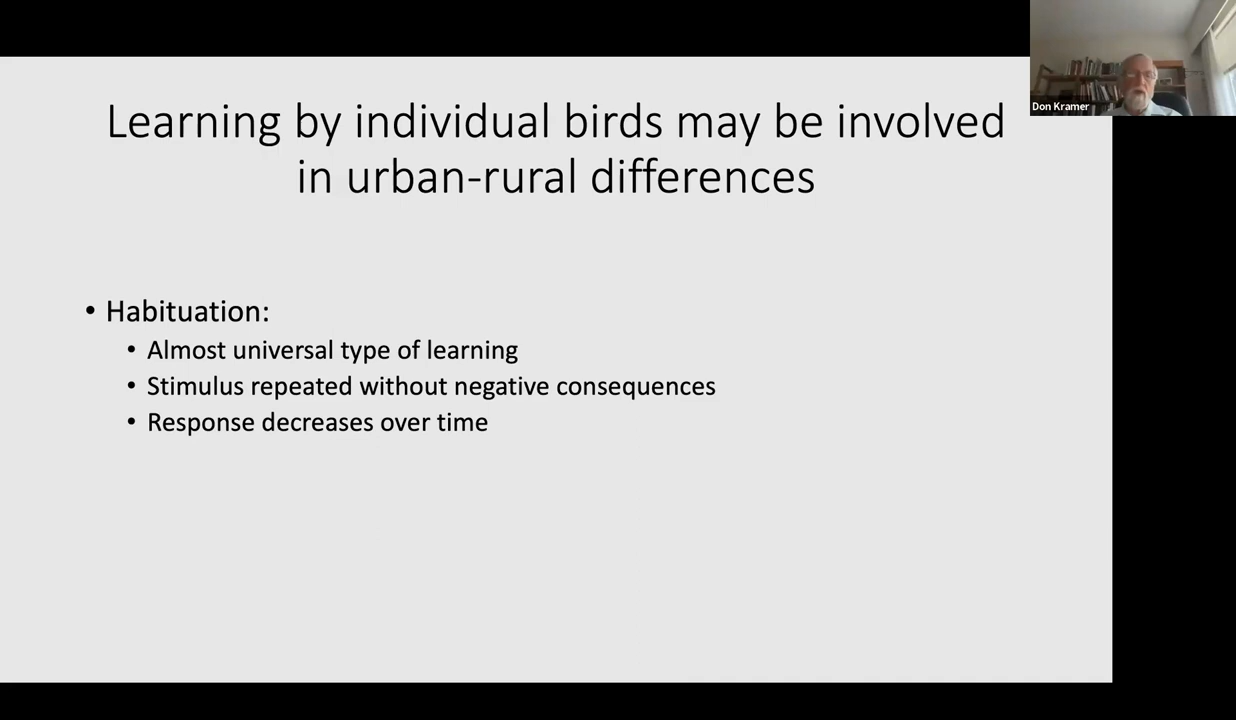 Don Kramer
Learning by individual birds may be involved
in urban-rural differences
• Habituation:
• Almost universal type of learning
• Stimulus repeated without negative consequences
• Response decreases over time